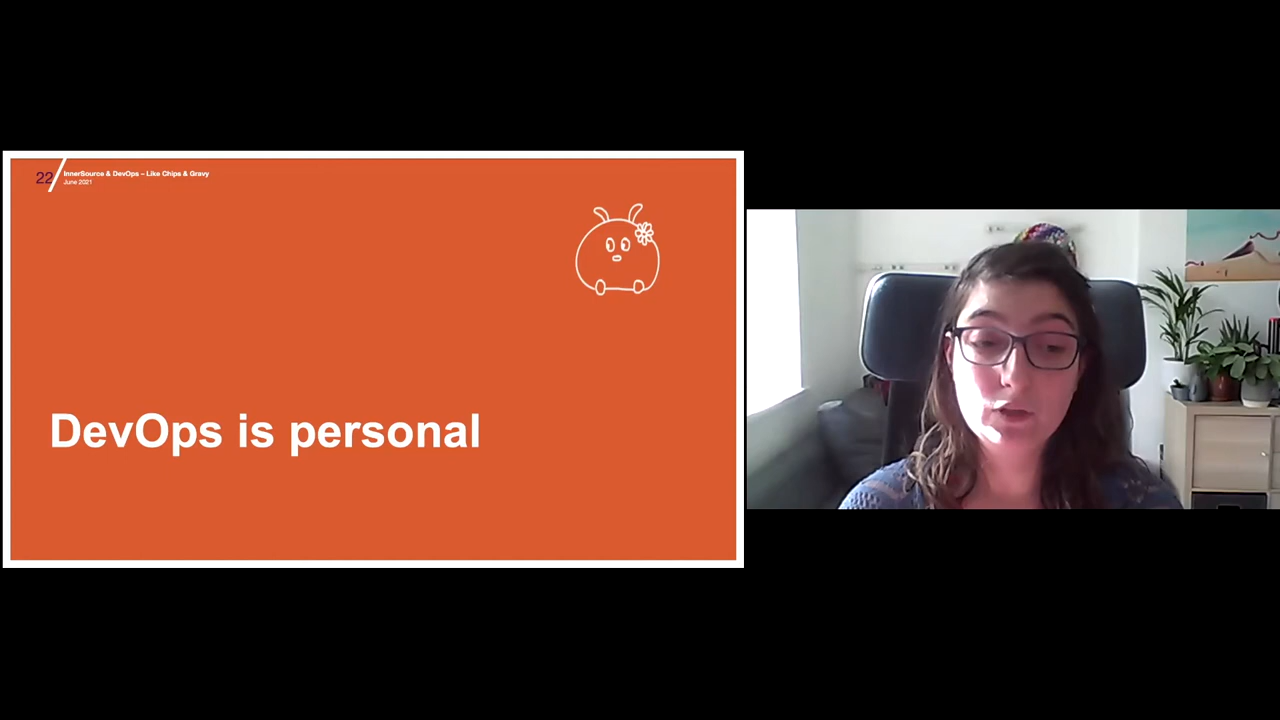 22
InnerSource & DevOps – Like Chips & Gravy
June 2021
DevOps is personal